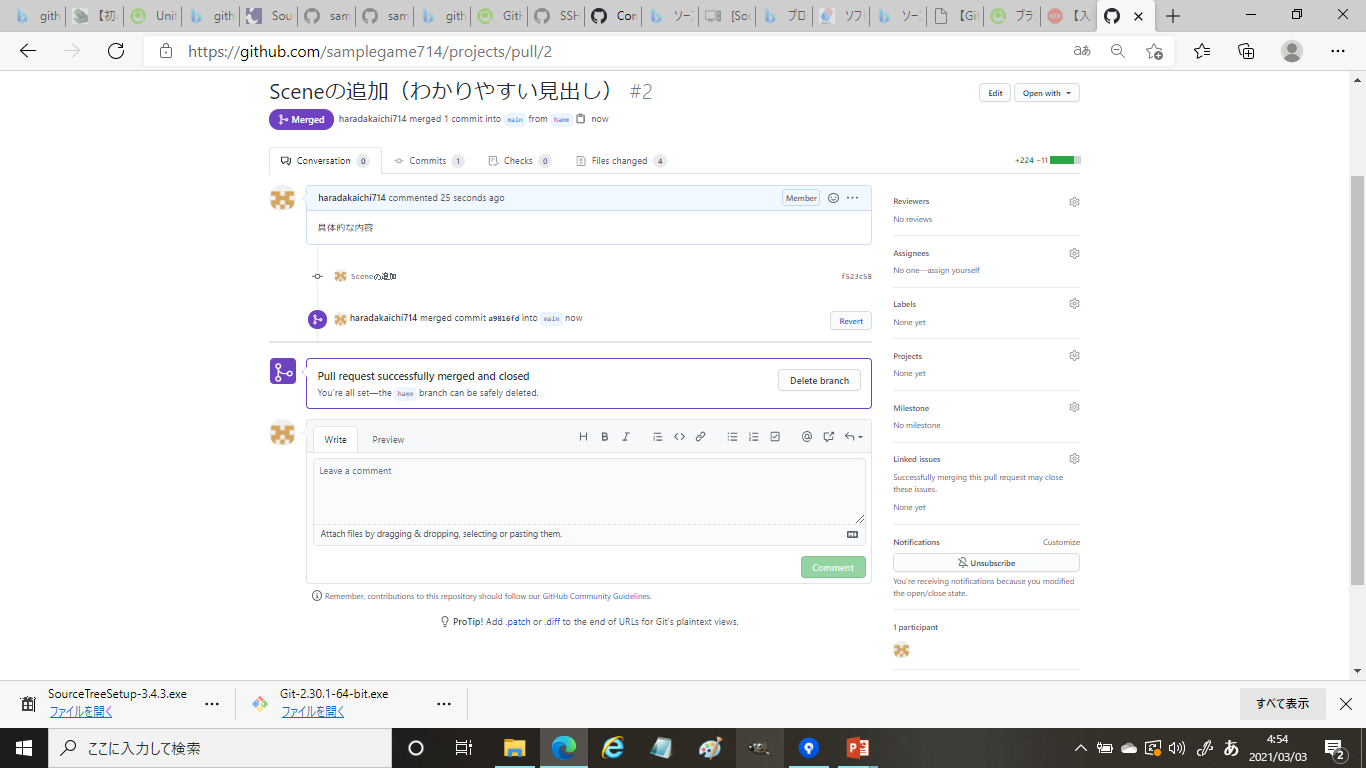 gith
【初
Unit
gith
Sou
sam
sam
gith
GitH
SSH
Con
ソース
[Sou
プロ
ソフ
ソース
【Git
ブラ
【入
https://github.com/samplegame714/projects/pull/2
Sceneの追加（わかりやすい見出し） #2
Edit
Open with
Merged
haradakaichi714 merged 1 commit into main from hamm now
Conversation 0
Commits 1
Checks 0
Files changed 4
+224 −11
haradakaichi714 commented 25 seconds ago
Member
具体的な内容
Sceneの追加
f523c58
haradakaichi714 merged commit a9816fd into main now
Revert
Pull request successfully merged and closed
You're all set—the hamm branch can be safely deleted.
Delete branch
Write
Preview
Leave a comment
Attach files by dragging & dropping, selecting or pasting them.
Comment
Remember, contributions to this repository should follow our GitHub Community Guidelines.
ProTip! Add .patch or .diff to the end of URLs for Git's plaintext views.
Reviewers
No reviews
Assignees
No one—assign yourself
Labels
None yet
Projects
None yet
Milestone
No milestone
Linked issues
Successfully merging this pull request may close
these issues.
None yet
Notifications
Customize
Unsubscribe
You're receiving notifications because you modified
the open/close state.
1 participant
SourceTreeSetup-3.4.3.exe
ファイルを開く
Git-2.30.1-64-bit.exe
ファイルを開く
すべて表示
ここに入力して検索
あ
4:54
2021/03/03
2